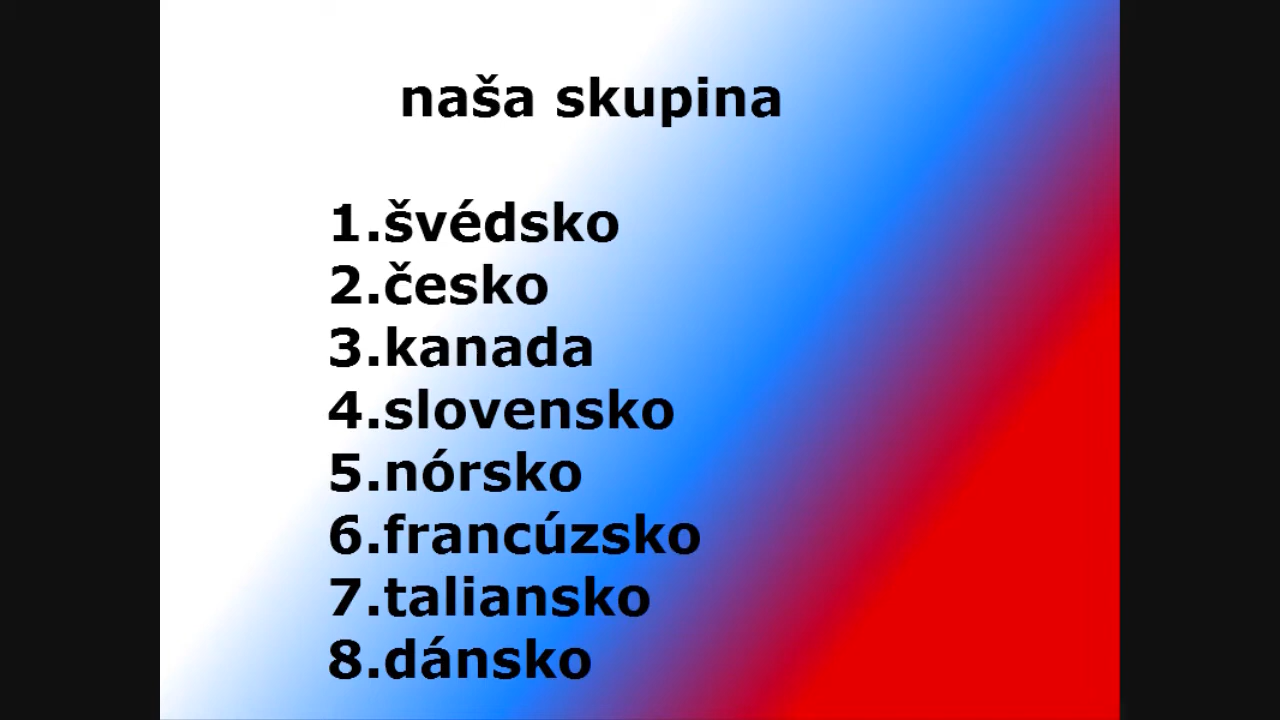 naša skupina
1.švédsko
2.česko
3.kanada
4.slovensko
5.nórsko
6.francúzsko
7.taliansko
8.dánsko